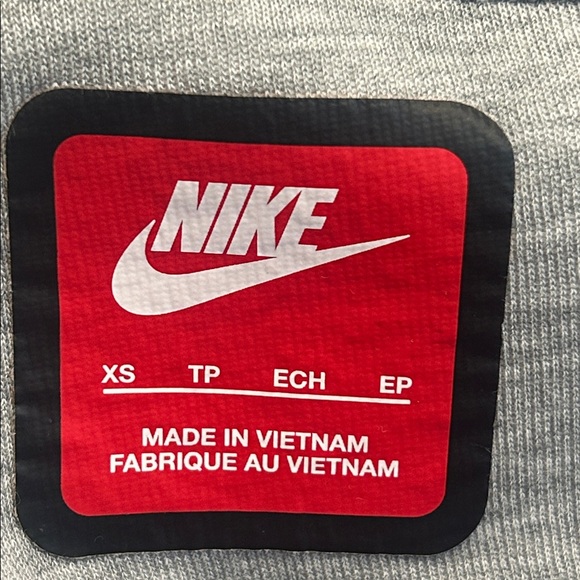 NIKE
XS TP ECH EP
MADE IN VIETNAM
FABRIQUE AU VIETNAM